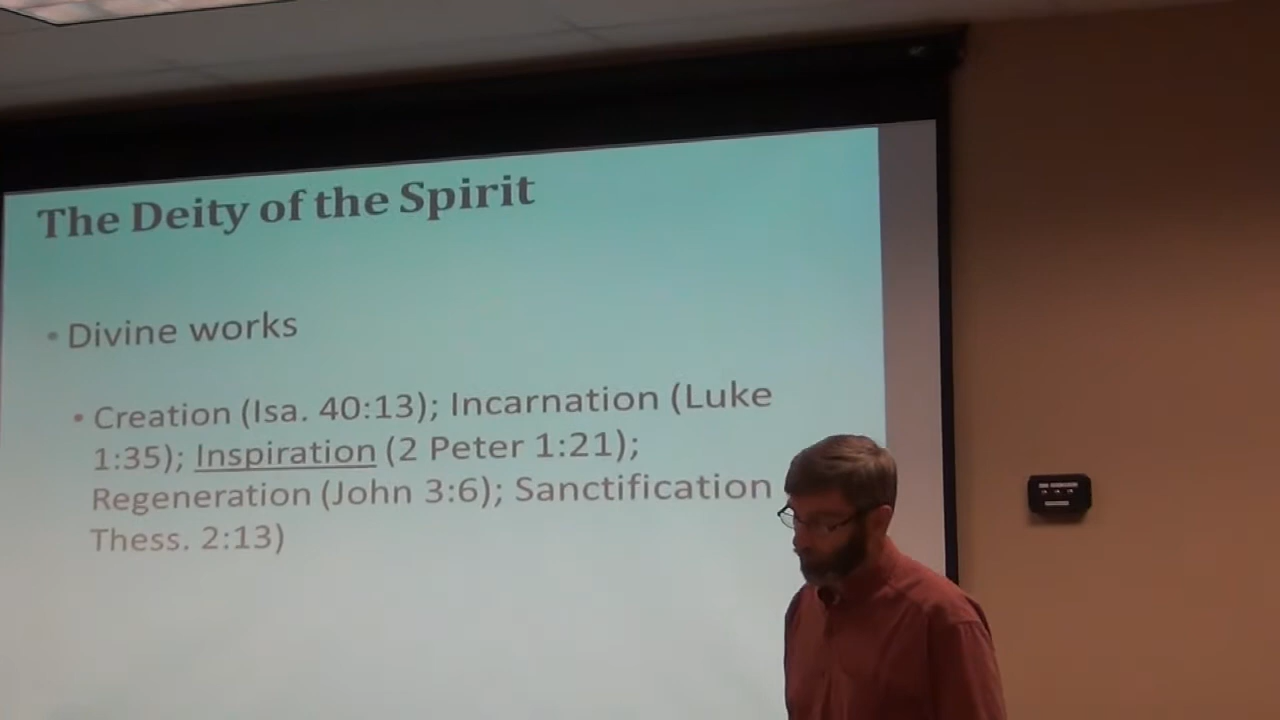 The Deity of the Spirit
• Divine works
• Creation (Isa. 40:13); Incarnation (Luke
1:35); Inspiration (2 Peter 1:21);
Regeneration (John 3:6); Sanctification
Thess. 2:13)